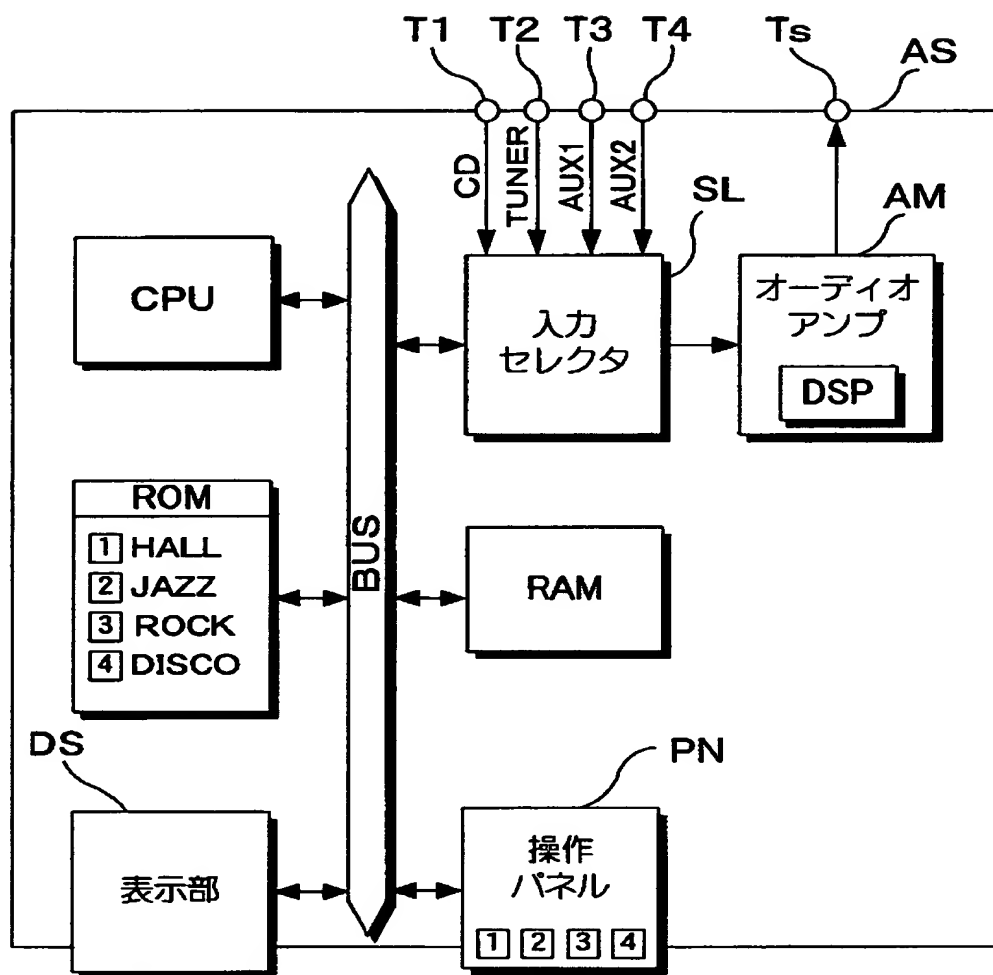 T1 T2 T3 T4 Ts AS
CD
TUNER
AUX1
AUX2
SL
AM
CPU
入力
セレクタ
オーディオ
アンプ
DSP
ROM
1 HALL
2 JAZZ
3 ROCK
4 DISCO
BUS
RAM
DS
PN
表示部
操作
パネル
1 2 3 4